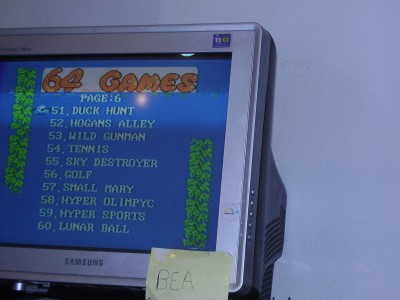 64 GAMES
PAGE:6
51, DUCK HUNT
52, HOGANS ALLEY
53, WILD GUNMAN
54, TENNIS
55, SKY DESTROYER
56, GOLF
57, SMALL MARY
58, HYPER OLIMPYC
59, HYPER SPORTS
60, LUNAR BALL
SAMSUNG
BEA